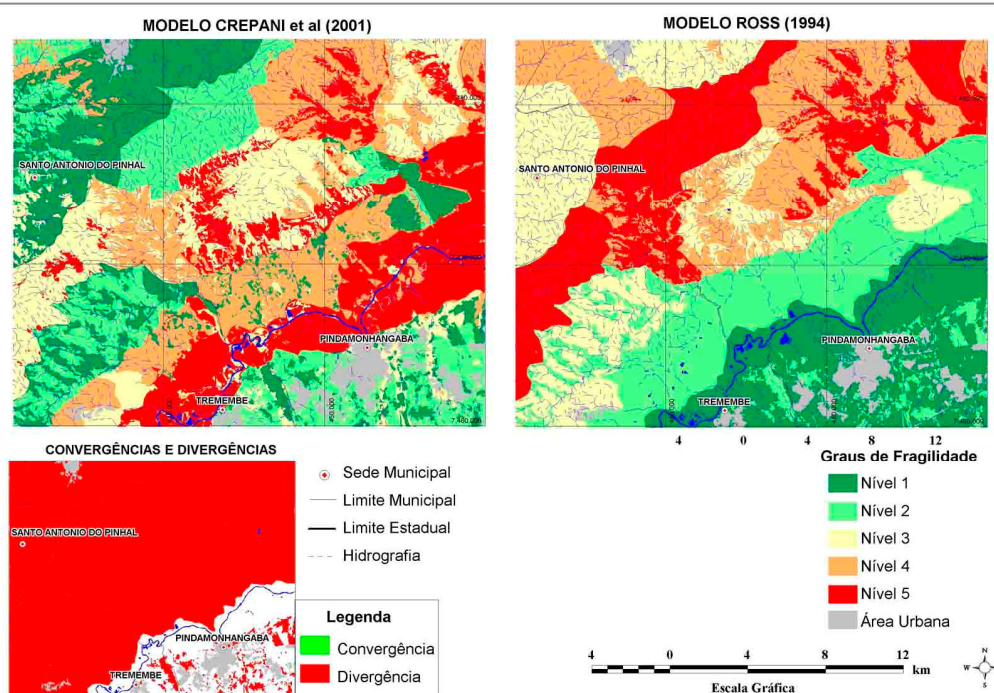 MODELO CREPANI et al (2001)
MODELO ROSS (1994)
SANTO ANTONIO DO PINHAL
PINDAMONHANGABA
TREMEMBE
7.460.000
SANTO ANTONIO DO PINHAL
PINDAMONHANGABA
TREMEMBE
4 0 4 8 12
CONVERGÊNCIAS E DIVERGÊNCIAS
SANTO ANTONIO DO PINHAL
PINDAMONHANGABA
TREMEMBE
Sede Municipal
Limite Municipal
Limite Estadual
Hidrografia
Legenda
Convergência
Divergência
Graus de Fragilidade
Nível 1
Nível 2
Nível 3
Nível 4
Nível 5
Área Urbana
4 0 4 8 12
km
Escala Gráfica
N
W E
S